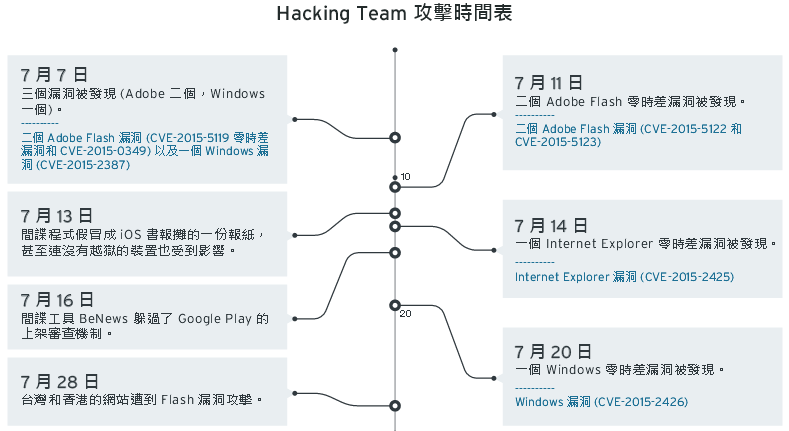 Hacking Team 攻擊時間表
7 月 7 日
三個漏洞被發現 (Adobe 二個，Windows
一個)。
----------
二個 Adobe Flash 漏洞 (CVE-2015-5119 零時差
漏洞和 CVE-2015-0349) 以及一個 Windows 漏
洞 (CVE-2015-2387)
7 月 11 日
二個 Adobe Flash 零時差漏洞被發現。
----------
二個 Adobe Flash 漏洞 (CVE-2015-5122 和
CVE-2015-5123)
10
7 月 13 日
間諜程式假冒成 iOS 書報攤的一份報紙，
甚至連沒有越獄的裝置也受到影響。
7 月 14 日
一個 Internet Explorer 零時差漏洞被發現。
----------
Internet Explorer 漏洞 (CVE-2015-2425)
7 月 16 日
間諜工具 BeNews 躲過了 Google Play 的
上架審查機制。
20
7 月 20 日
一個 Windows 零時差漏洞被發現。
----------
Windows 漏洞 (CVE-2015-2426)
7 月 28 日
台灣和香港的網站遭到 Flash 漏洞攻擊。